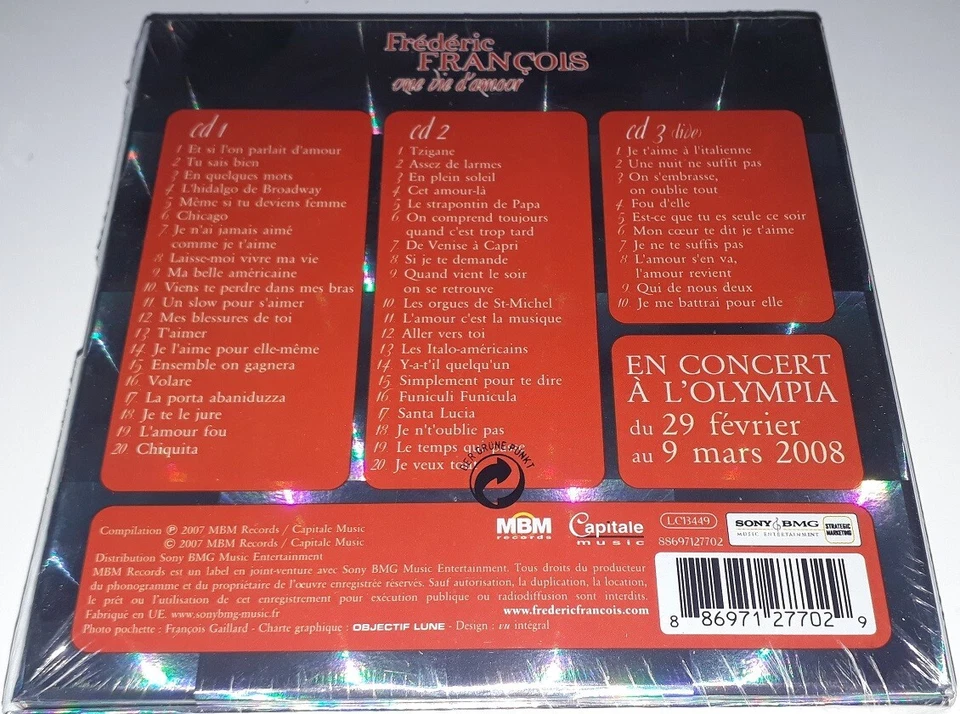 Frédéric
FRANÇOIS
une vie d'amour
cd 1
1 Et si l'on parlait d'amour
2 Tu sais bien
3 En quelques mots
4 L'hidalgo de Broadway
5 Même si tu deviens femme
6 Chicago
7 Je n'ai jamais aimé
comme je t'aime
8 Laisse-moi vivre ma vie
9 Ma belle américaine
10 Viens te perdre dans mes bras
11 Un slow pour s'aimer
12 Mes blessures de toi
13 T'aimer
14 Je l'aime pour elle-même
15 Ensemble on gagnera
16 Volare
17 La porta abaniduzza
18 Je te le jure
19 L'amour fou
20 Chiquita
cd 2
1 Tzigane
2 Assez de larmes
3 En plein soleil
4 Cet amour-là
5 Le strapontin de Papa
6 On comprend toujours
quand c'est trop tard
7 De Venise à Capri
8 Si je te demande
9 Quand vient le soir
on se retrouve
10 Les orgues de St-Michel
11 L'amour c'est la musique
12 Aller vers toi
13 Les Italo-américains
14 Y-a-t'il quelqu'un
15 Simplement pour te dire
16 Funiculi Funicula
17 Santa Lucia
18 Je n't'oublie pas
19 Le temps que
20 Je veux
DER GRÜNE PUNKT
cd 3 (live)
1 Je t'aime à l'italienne
2 Une nuit ne suffit pas
3 On s'embrasse,
on oublie tout
4 Fou d'elle
5 Est-ce que tu es seule ce soir
6 Mon cœur te dit je t'aime
7 Je ne te suffis pas
8 L'amour s'en va,
l'amour revient
9 Qui de nous deux
10 Je me battrai pour elle
EN CONCERT
À L'OLYMPIA
du 29 février
au 9 mars 2008
Compilation ℗ 2007 MBM Records / Capitale Music
© 2007 MBM Records / Capitale Music
Distribution Sony BMG Music Entertainment
MBM Records est un label en joint-venture avec Sony BMG Music Entertainment. Tous droits du producteur
du phonogramme et du propriétaire de l'œuvre enregistrée réservés. Sauf autorisation, la duplication, la location,
le prêt ou l'utilisation de cet enregistrement pour exécution publique ou radiodiffusion sont interdits.
Fabriqué en UE. www.sonybmg-music.fr
www.fredericfrancois.com
Photo pochette : François Gaillard - Charte graphique : OBJECTIF LUNE - Design : vu intégral
MBM
records
Capitale
music
LC13449
88697127702
SONY BMG
MUSIC ENTERTAINMENT
STRATEGIC
MARKETING
8 86971 27702 9